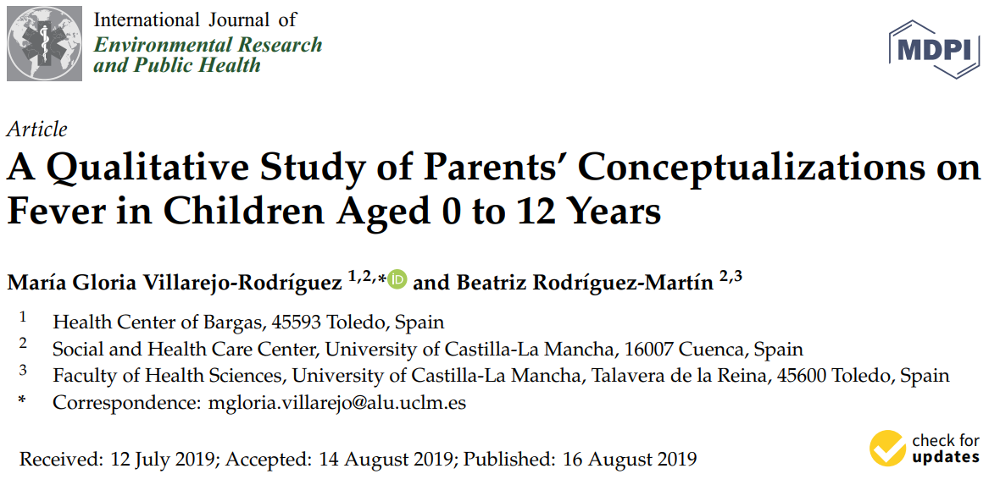 International Journal of
Environmental Research
and Public Health
MDPI
Article
A Qualitative Study of Parents’ Conceptualizations on
Fever in Children Aged 0 to 12 Years
María Gloria Villarejo-Rodríguez 1,2,* iD and Beatriz Rodríguez-Martín 2,3
1 Health Center of Bargas, 45593 Toledo, Spain
2 Social and Health Care Center, University of Castilla-La Mancha, 16007 Cuenca, Spain
3 Faculty of Health Sciences, University of Castilla-La Mancha, Talavera de la Reina, 45600 Toledo, Spain
* Correspondence: mgloria.villarejo@alu.uclm.es
Received: 12 July 2019; Accepted: 14 August 2019; Published: 16 August 2019
check for
updates